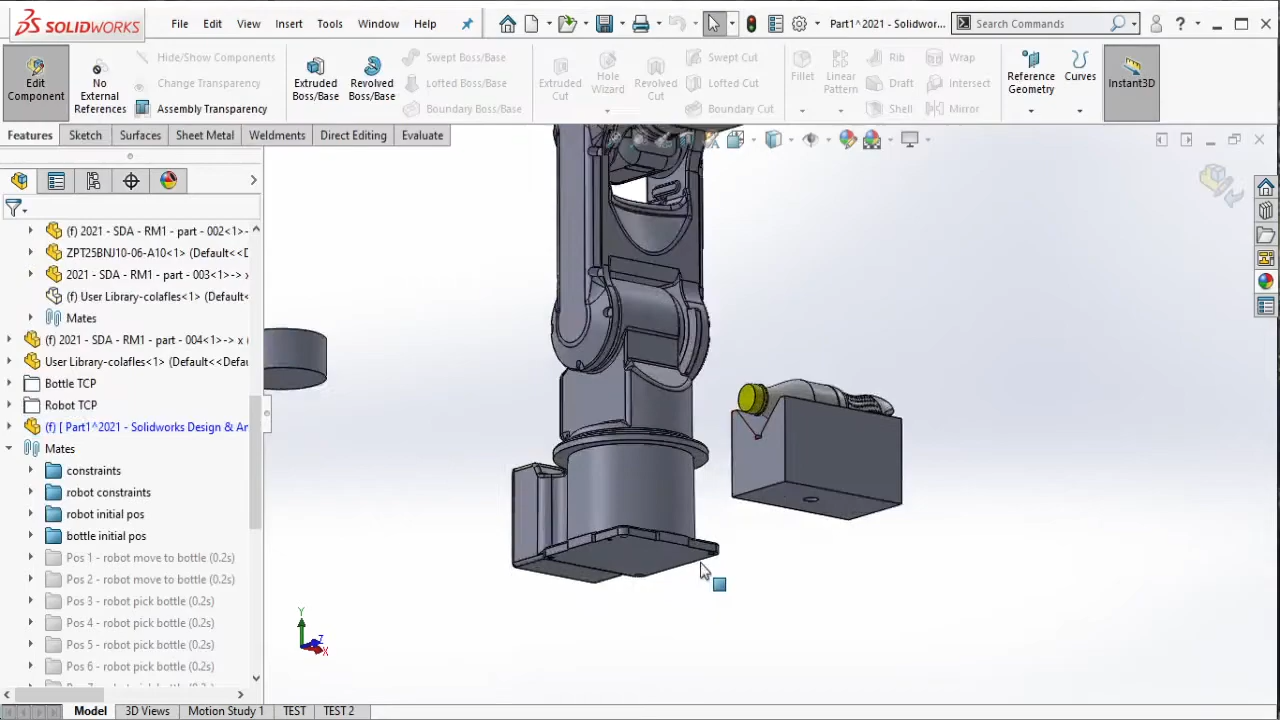 SOLIDWORKS
File Edit View Insert Tools Window Help
Part1^2021 - Solidwor...
Search Commands
Edit Component
No External References
Hide/Show Components
Change Transparency
Assembly Transparency
Extruded Boss/Base
Revolved Boss/Base
Swept Boss/Base
Lofted Boss/Base
Boundary Boss/Base
Extruded Cut
Hole Wizard
Revolved Cut
Swept Cut
Lofted Cut
Boundary Cut
Fillet
Linear Pattern
Rib
Draft
Shell
Wrap
Intersect
Mirror
Reference Geometry
Curves
Instant3D
Features Sketch Surfaces Sheet Metal Weldments Direct Editing Evaluate
(f) 2021 - SDA - RM1 - part - 002<1>-
ZPT25BNJ10-06-A10<1> (Default<<Def
2021 - SDA - RM1 - part - 003<1>-> x
(f) User Library-colafles<1> (Default<
Mates
(f) 2021 - SDA - RM1 - part - 004<1>-> x
User Library-colafles<1> (Default<<Defau
Bottle TCP
Robot TCP
(f) [ Part1^2021 - Solidworks Design & An
Mates
constraints
robot constraints
robot initial pos
bottle initial pos
Pos 1 - robot move to bottle (0.2s)
Pos 2 - robot move to bottle (0.2s)
Pos 3 - robot pick bottle (0.2s)
Pos 4 - robot pick bottle (0.2s)
Pos 5 - robot pick bottle (0.2s)
Pos 6 - robot pick bottle (0.2s)
Y
Z
X
Model 3D Views Motion Study 1 TEST TEST 2